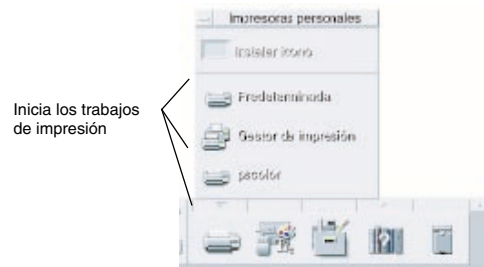 Impresoras personales
Instalar icono
Predeterminada
Inicia los trabajos
de impresión
Gestor de impresión
pscolor